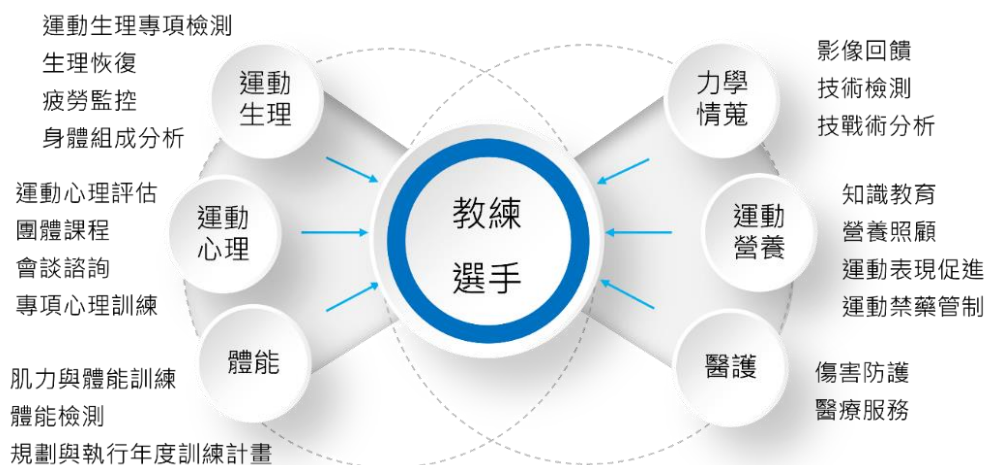 運動生理專項檢測
生理恢復
疲勞監控
身體組成分析
運動
生理
運動心理評估
團體課程
會談諮詢
專項心理訓練
運動
心理
肌力與體能訓練
體能檢測
規劃與執行年度訓練計畫
體能
教練
選手
力學
情蒐
影像回饋
技術檢測
技戰術分析
運動
營養
知識教育
營養照顧
運動表現促進
運動禁藥管制
醫護
傷害防護
醫療服務